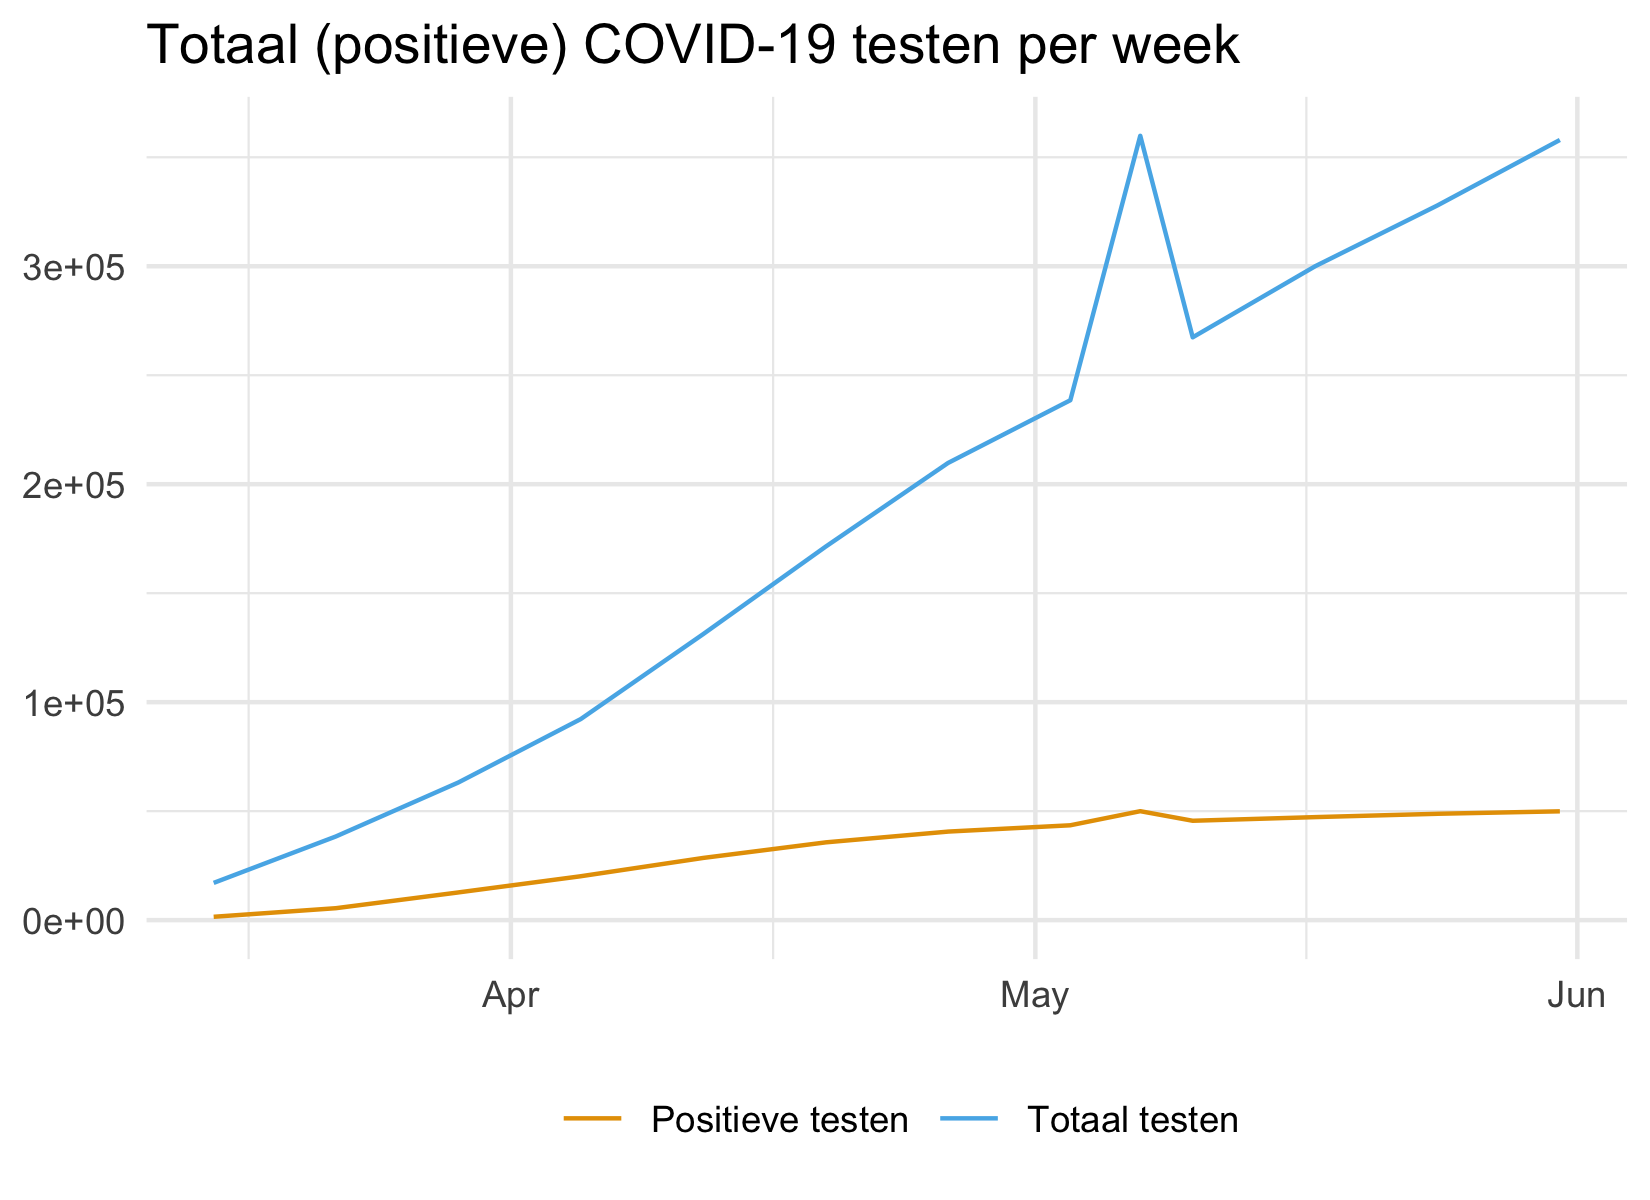 Totaal (positieve) COVID-19 testen per week
3e+05
2e+05
1e+05
0e+00
Apr May Jun
Positieve testen Totaal testen